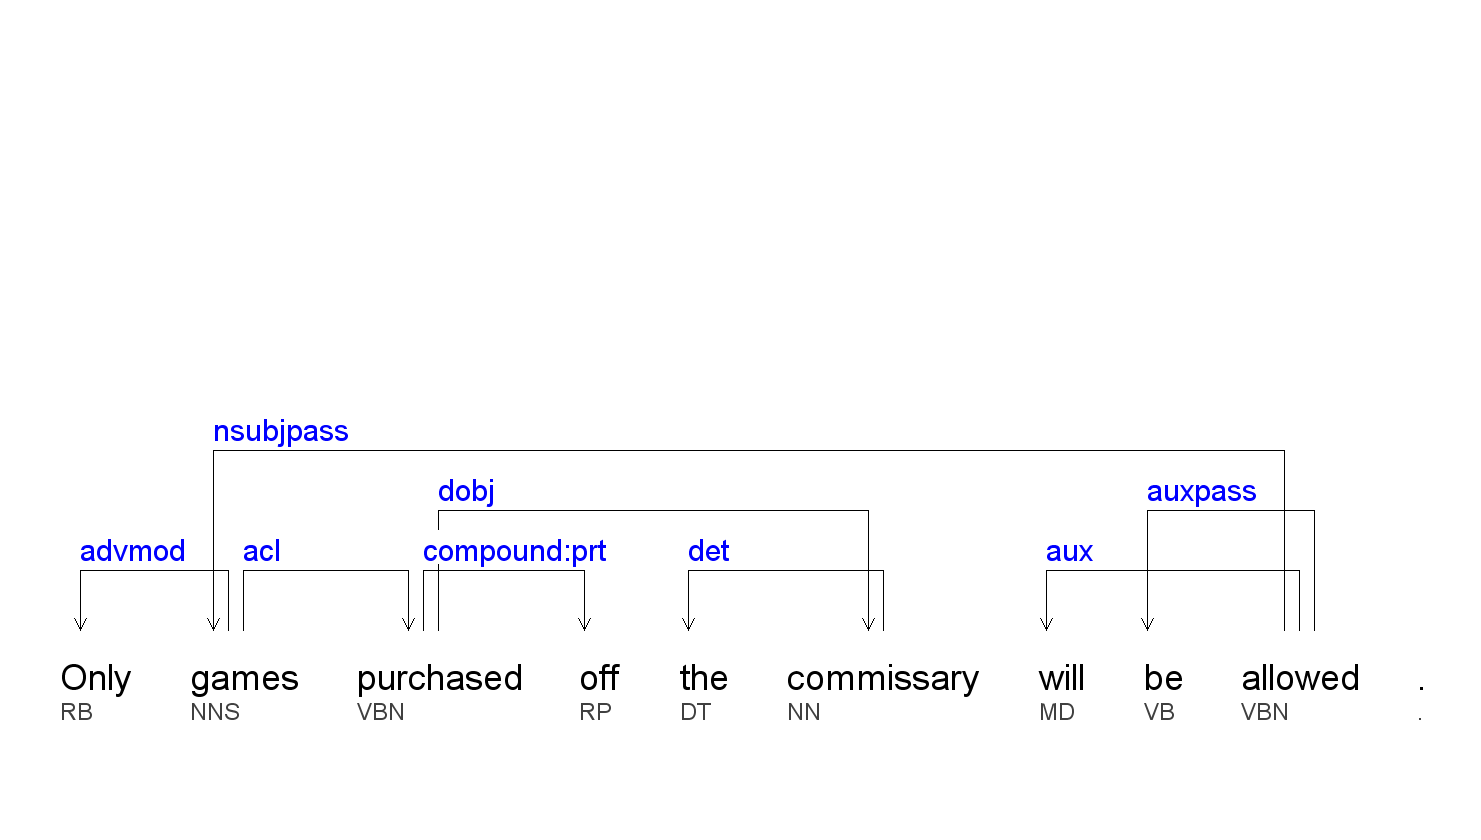 nsubjpass
dobj auxpass
advmod acl compound:prt det aux
Only games purchased off the commissary will be allowed .
RB NNS VBN RP DT NN MD VB VBN .